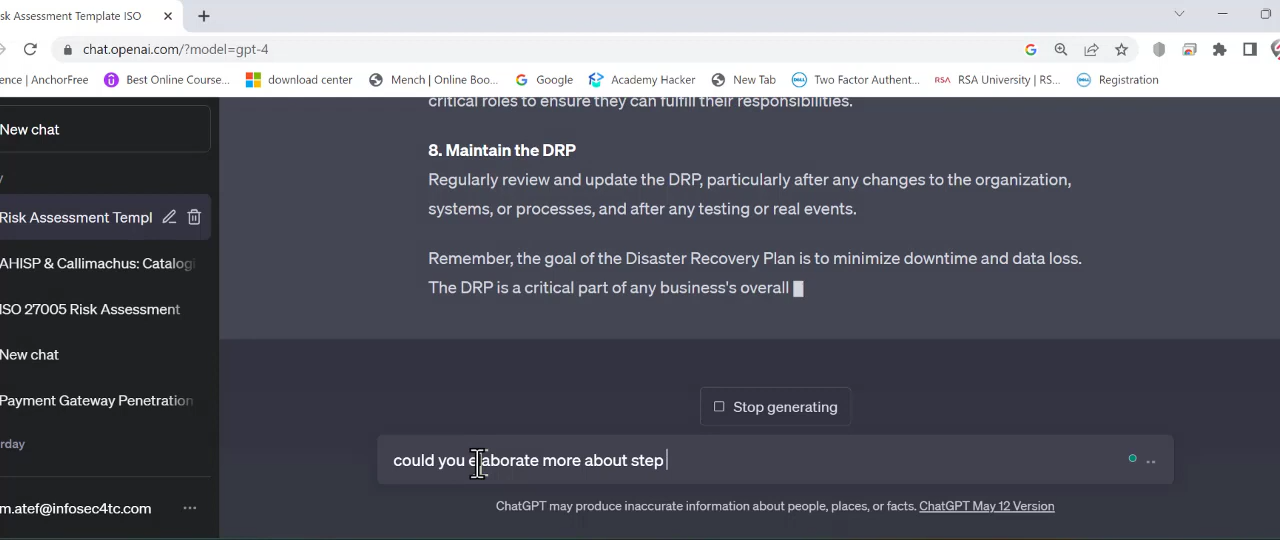 sk Assessment Template ISO
chat.openai.com/?model=gpt-4
ence | AnchorFree
Best Online Course...
download center
Mench | Online Boo...
Google
Academy Hacker
New Tab
Two Factor Authent...
RSA
RSA University | RS...
Registration
New chat
Risk Assessment Templ
AHISP & Callimachus: Catalogi
ISO 27005 Risk Assessment
New chat
Payment Gateway Penetration
rday
m.atef@infosec4tc.com
critical roles to ensure they can fulfill their responsibilities.
8. Maintain the DRP
Regularly review and update the DRP, particularly after any changes to the organization,
systems, or processes, and after any testing or real events.
Remember, the goal of the Disaster Recovery Plan is to minimize downtime and data loss.
The DRP is a critical part of any business's overall
Stop generating
could you elaborate more about step
ChatGPT may produce inaccurate information about people, places, or facts. ChatGPT May 12 Version